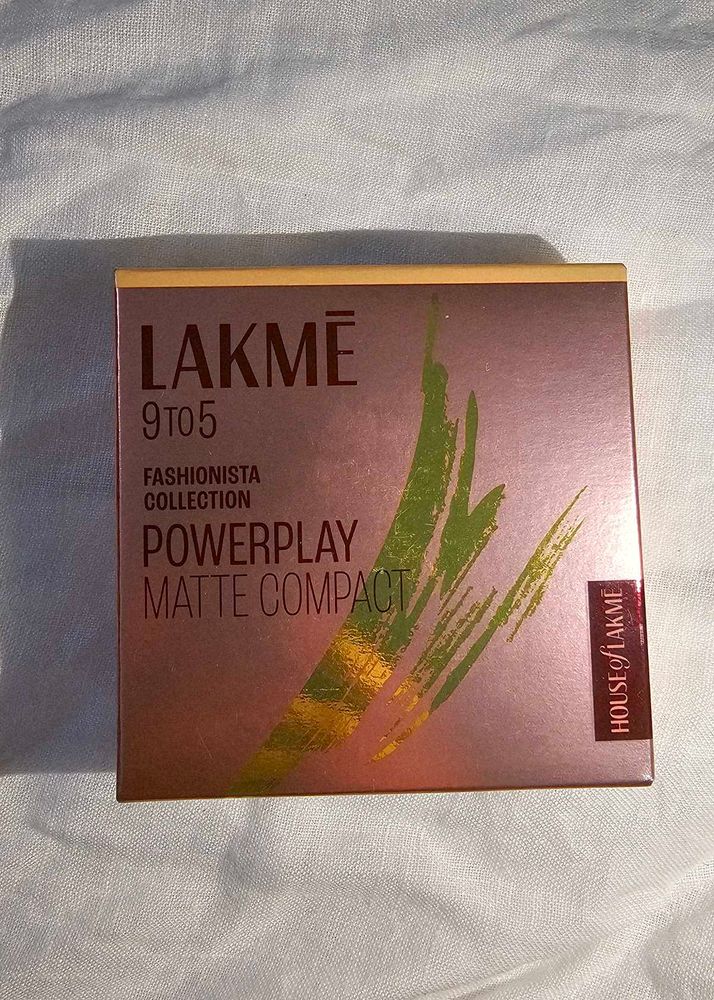 LAKMĒ
9TO5
FASHIONISTA
COLLECTION
POWERPLAY
MATTE COMPACT
HOUSE of LAKMĒ